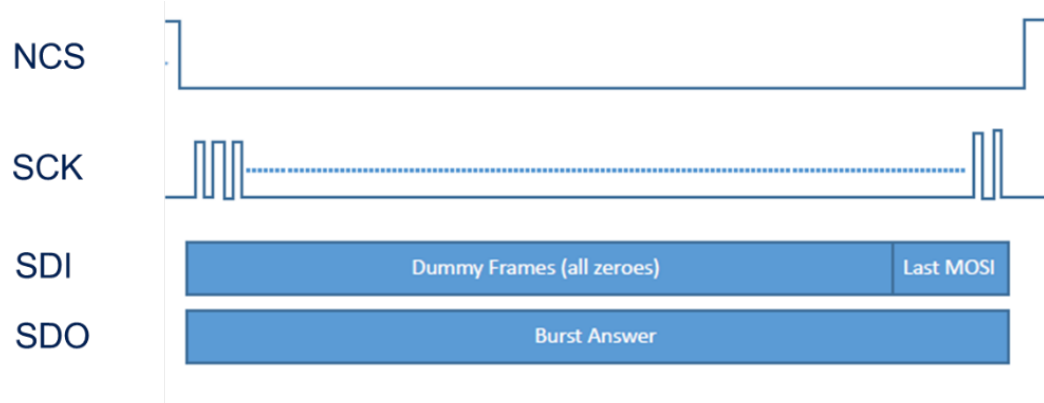 NCS
SCK
SDI
Dummy Frames (all zeroes)
Last MOSI
SDO
Burst Answer